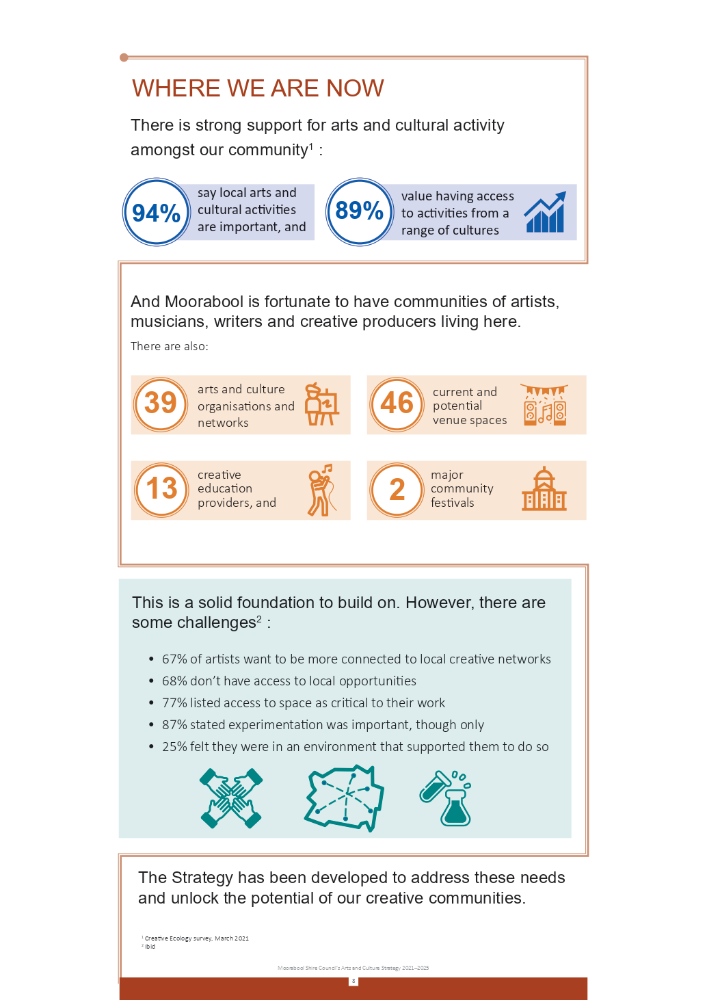 WHERE WE ARE NOW
There is strong support for arts and cultural activity
amongst our community¹ :
94%
say local arts and
cultural activities
are important, and
89%
value having access
to activities from a
range of cultures
And Moorabool is fortunate to have communities of artists,
musicians, writers and creative producers living here.
There are also:
39
arts and culture
organisations and
networks
46
current and
potential
venue spaces
13
creative
education
providers, and
2
major
community
festivals
This is a solid foundation to build on. However, there are
some challenges² :
• 67% of artists want to be more connected to local creative networks
• 68% don’t have access to local opportunities
• 77% listed access to space as critical to their work
• 87% stated experimentation was important, though only
• 25% felt they were in an environment that supported them to do so
The Strategy has been developed to address these needs
and unlock the potential of our creative communities.
¹ Creative Ecology survey, March 2021
² Ibid
Moorabool Shire Council’s Arts and Culture Strategy 2021–2025
8